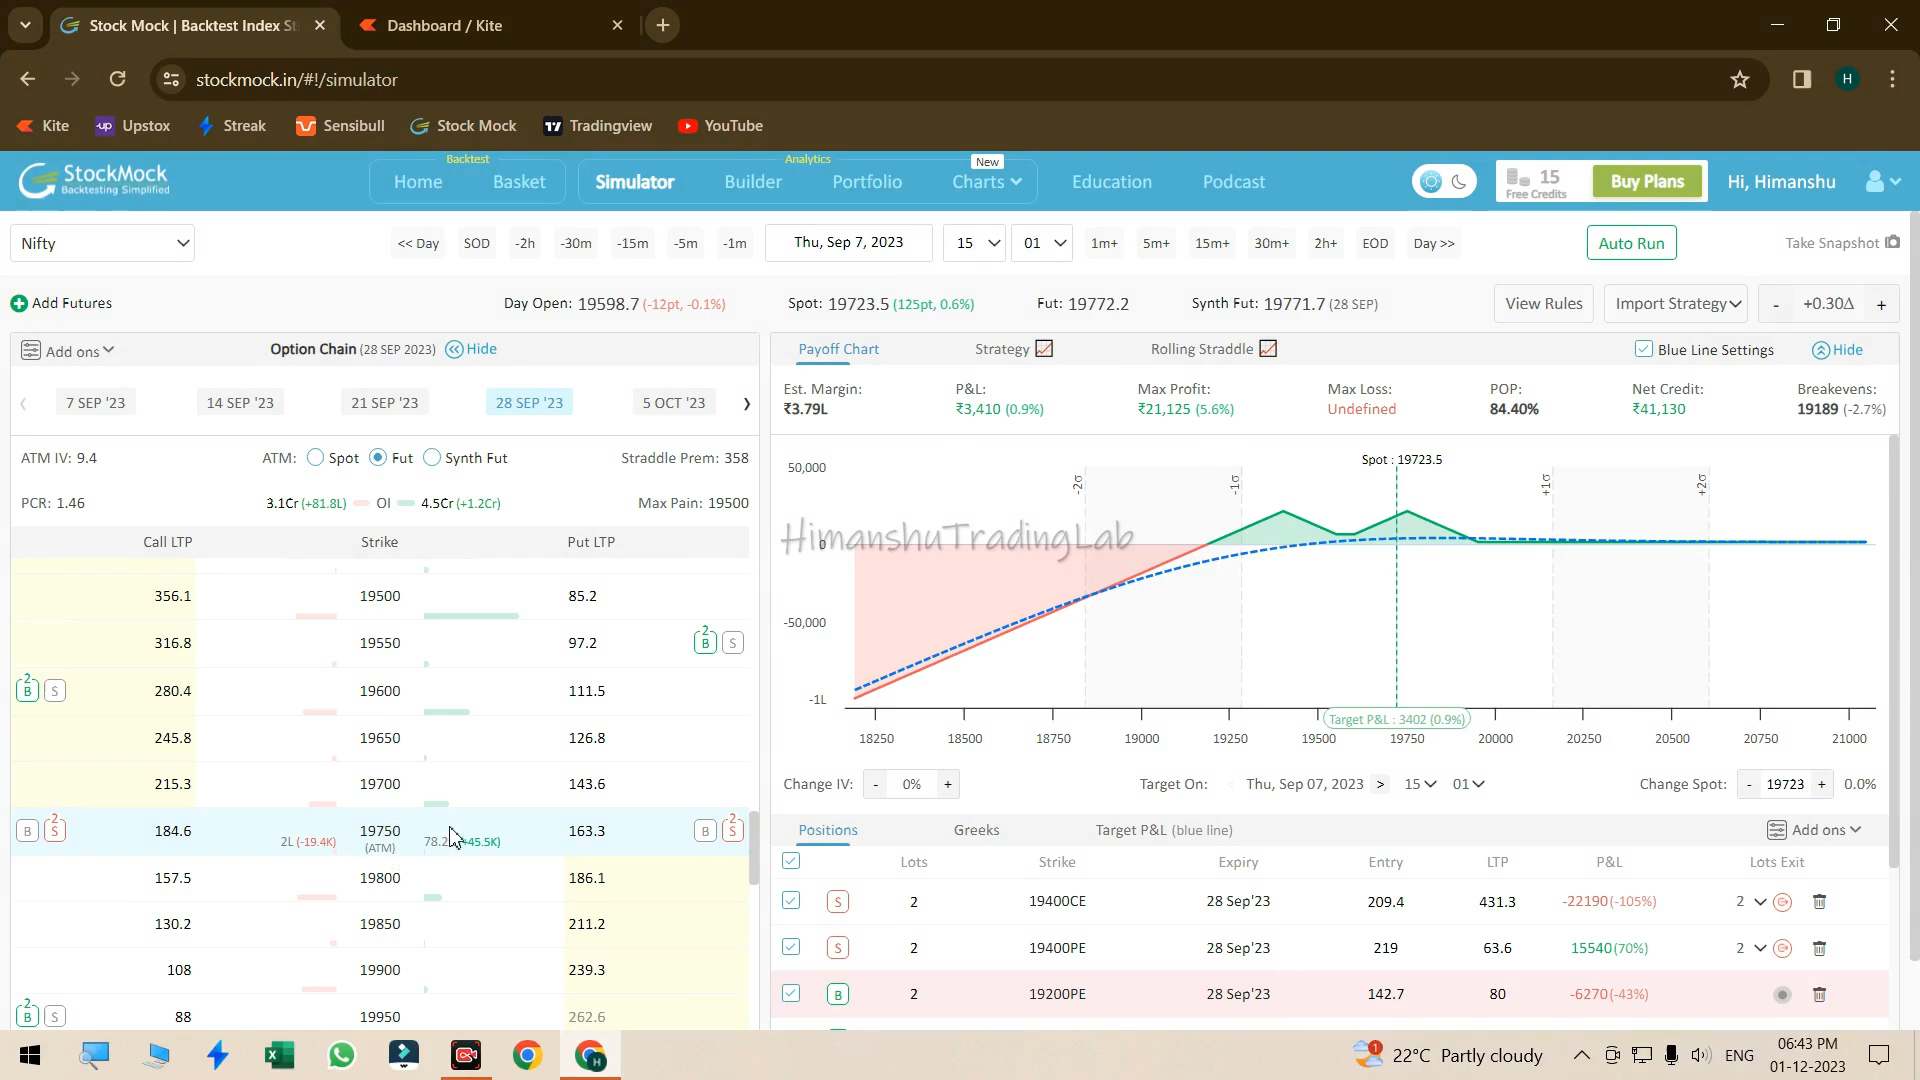 Stock Mock | Backtest Index St
Dashboard / Kite
stockmock.in/#!/simulator
H
Kite
up Upstox
Streak
Sensibull
Stock Mock
Tradingview
YouTube
StockMock
Backtesting Simplified
Backtest
Home
Basket
Simulator
Builder
Analytics
Portfolio
New
Charts
Education
Podcast
15
Free Credits
Buy Plans
Hi, Himanshu
Nifty
<< Day
SOD
-2h
-30m
-15m
-5m
-1m
Thu, Sep 7, 2023
15
01
1m+
5m+
15m+
30m+
2h+
EOD
Day >>
Auto Run
Take Snapshot
Add Futures
Day Open: 19598.7 (-12pt, -0.1%)
Spot: 19723.5 (125pt, 0.6%)
Fut: 19772.2
Synth Fut: 19771.7 (28 SEP)
View Rules
Import Strategy
- +0.30Δ +
Add ons
Option Chain (28 SEP 2023)
Hide
7 SEP '23
14 SEP '23
21 SEP '23
28 SEP '23
5 OCT '23
ATM IV: 9.4
ATM: Spot Fut Synth Fut
Straddle Prem: 358
PCR: 1.46
3.1Cr (+81.8L) OI 4.5Cr (+1.2Cr)
Max Pain: 19500
Call LTP Strike Put LTP
356.1 19500 85.2
316.8 19550 97.2 2 B S
2 B S 280.4 19600 111.5
245.8 19650 126.8
215.3 19700 143.6
B 2 S 184.6 19750 163.3 B 2 S
2L (-19.4K) (ATM) 78.2 +45.5K)
157.5 19800 186.1
130.2 19850 211.2
108 19900 239.3
2 B S 88 19950 262.6
Payoff Chart
Strategy
Rolling Straddle
Blue Line Settings
Hide
Est. Margin:
₹3.79L
P&L:
₹3,410 (0.9%)
Max Profit:
₹21,125 (5.6%)
Max Loss:
Undefined
POP:
84.40%
Net Credit:
₹41,130
Breakevens:
19189 (-2.7%)
Spot : 19723.5
50,000
0
-50,000
-1L
-2σ
-1σ
+1σ
+2σ
HimanshuTradingLab
Target P&L : 3402 (0.9%)
18250 18500 18750 19000 19250 19500 19750 20000 20250 20500 20750 21000
Change IV: - 0% +
Target On: < Thu, Sep 07, 2023 > 15 01
Change Spot: - 19723 + 0.0%
Positions
Greeks
Target P&L (blue line)
Add ons
Lots Strike Expiry Entry LTP P&L Lots Exit
S 2 19400CE 28 Sep'23 209.4 431.3 -22190(-105%) 2
S 2 19400PE 28 Sep'23 219 63.6 15540(70%) 2
B 2 19200PE 28 Sep'23 142.7 80 -6270(-43%)
1
22°C Partly cloudy
ENG
06:43 PM
01-12-2023